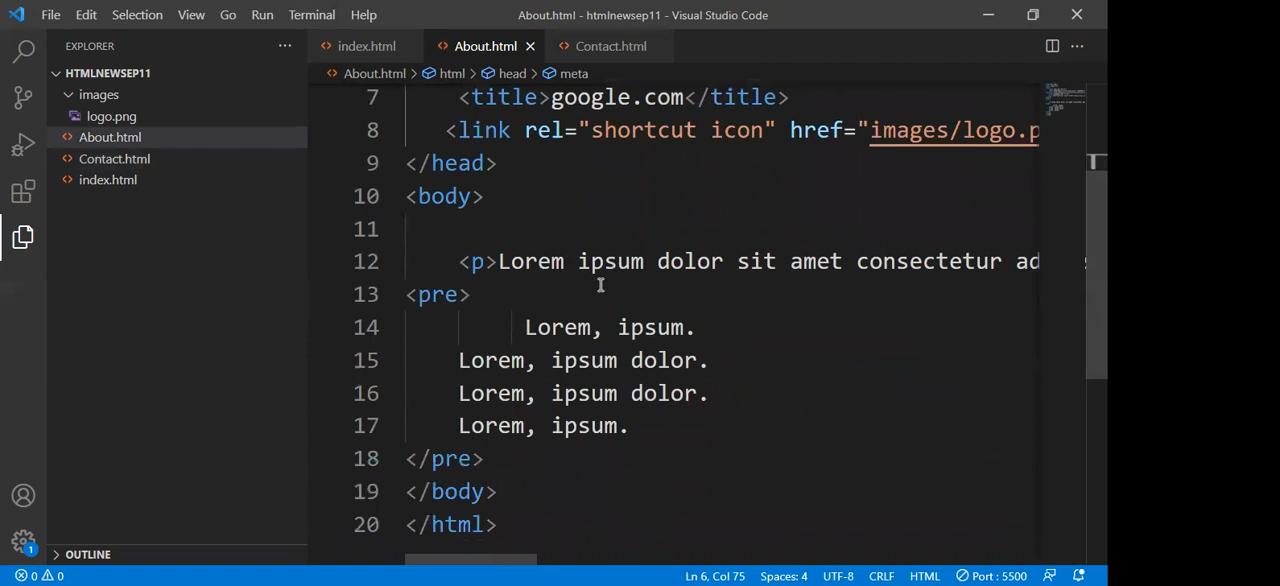 File Edit Selection View Go Run Terminal Help About.html - htmlnewsep11 - Visual Studio Code
EXPLORER ···
HTMLNEWSEP11
images
logo.png
About.html
Contact.html
index.html
OUTLINE
index.html About.html Contact.html
About.html > html > head > meta
7 <title>google.com</title>
8 <link rel="shortcut icon" href="images/logo.p
9 </head>
10 <body>
11
12 <p>Lorem ipsum dolor sit amet consectetur ad
13 <pre>
14 Lorem, ipsum.
15 Lorem, ipsum dolor.
16 Lorem, ipsum dolor.
17 Lorem, ipsum.
18 </pre>
19 </body>
20 </html>
1
0 0 Ln 6, Col 75 Spaces: 4 UTF-8 CRLF HTML Port : 5500